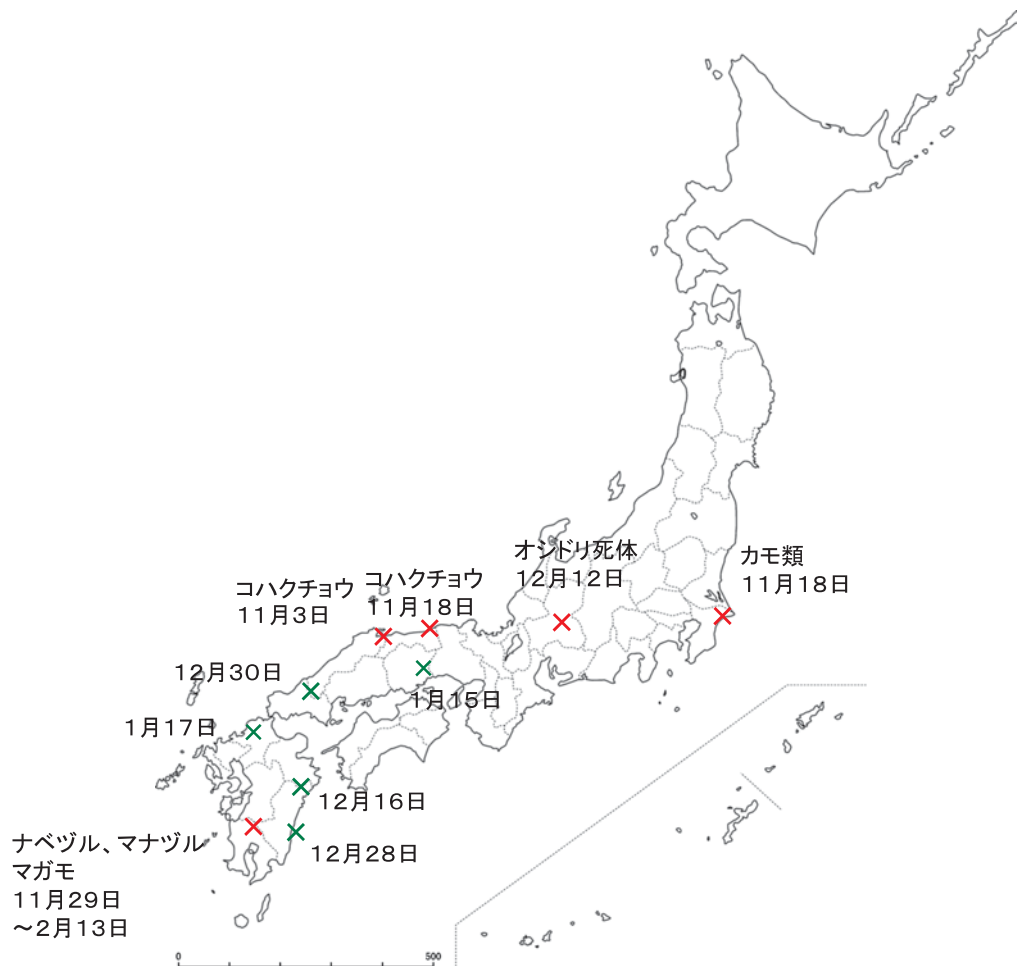 オシドリ死体
12月12日
カモ類
11月18日
コハクチョウ
11月3日
コハクチョウ
11月18日
12月30日
1月15日
1月17日
12月16日
12月28日
ナベヅル、マナヅル
マガモ
11月29日
~2月13日
0
500